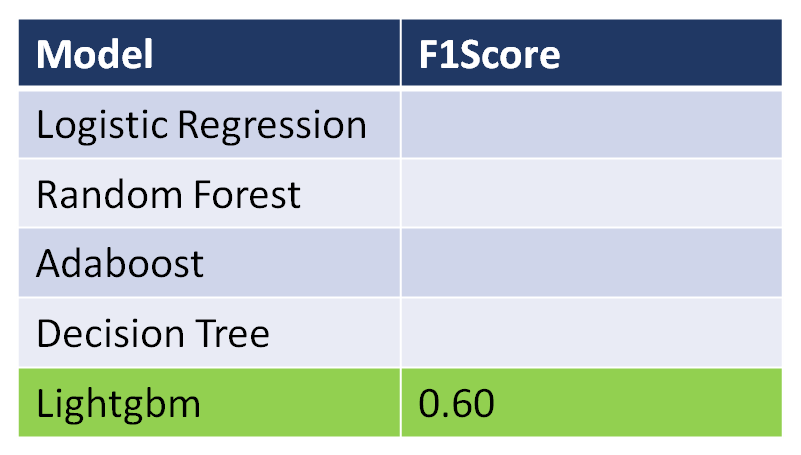 Model F1Score
Logistic Regression
Random Forest
Adaboost
Decision Tree
Lightgbm 0.60